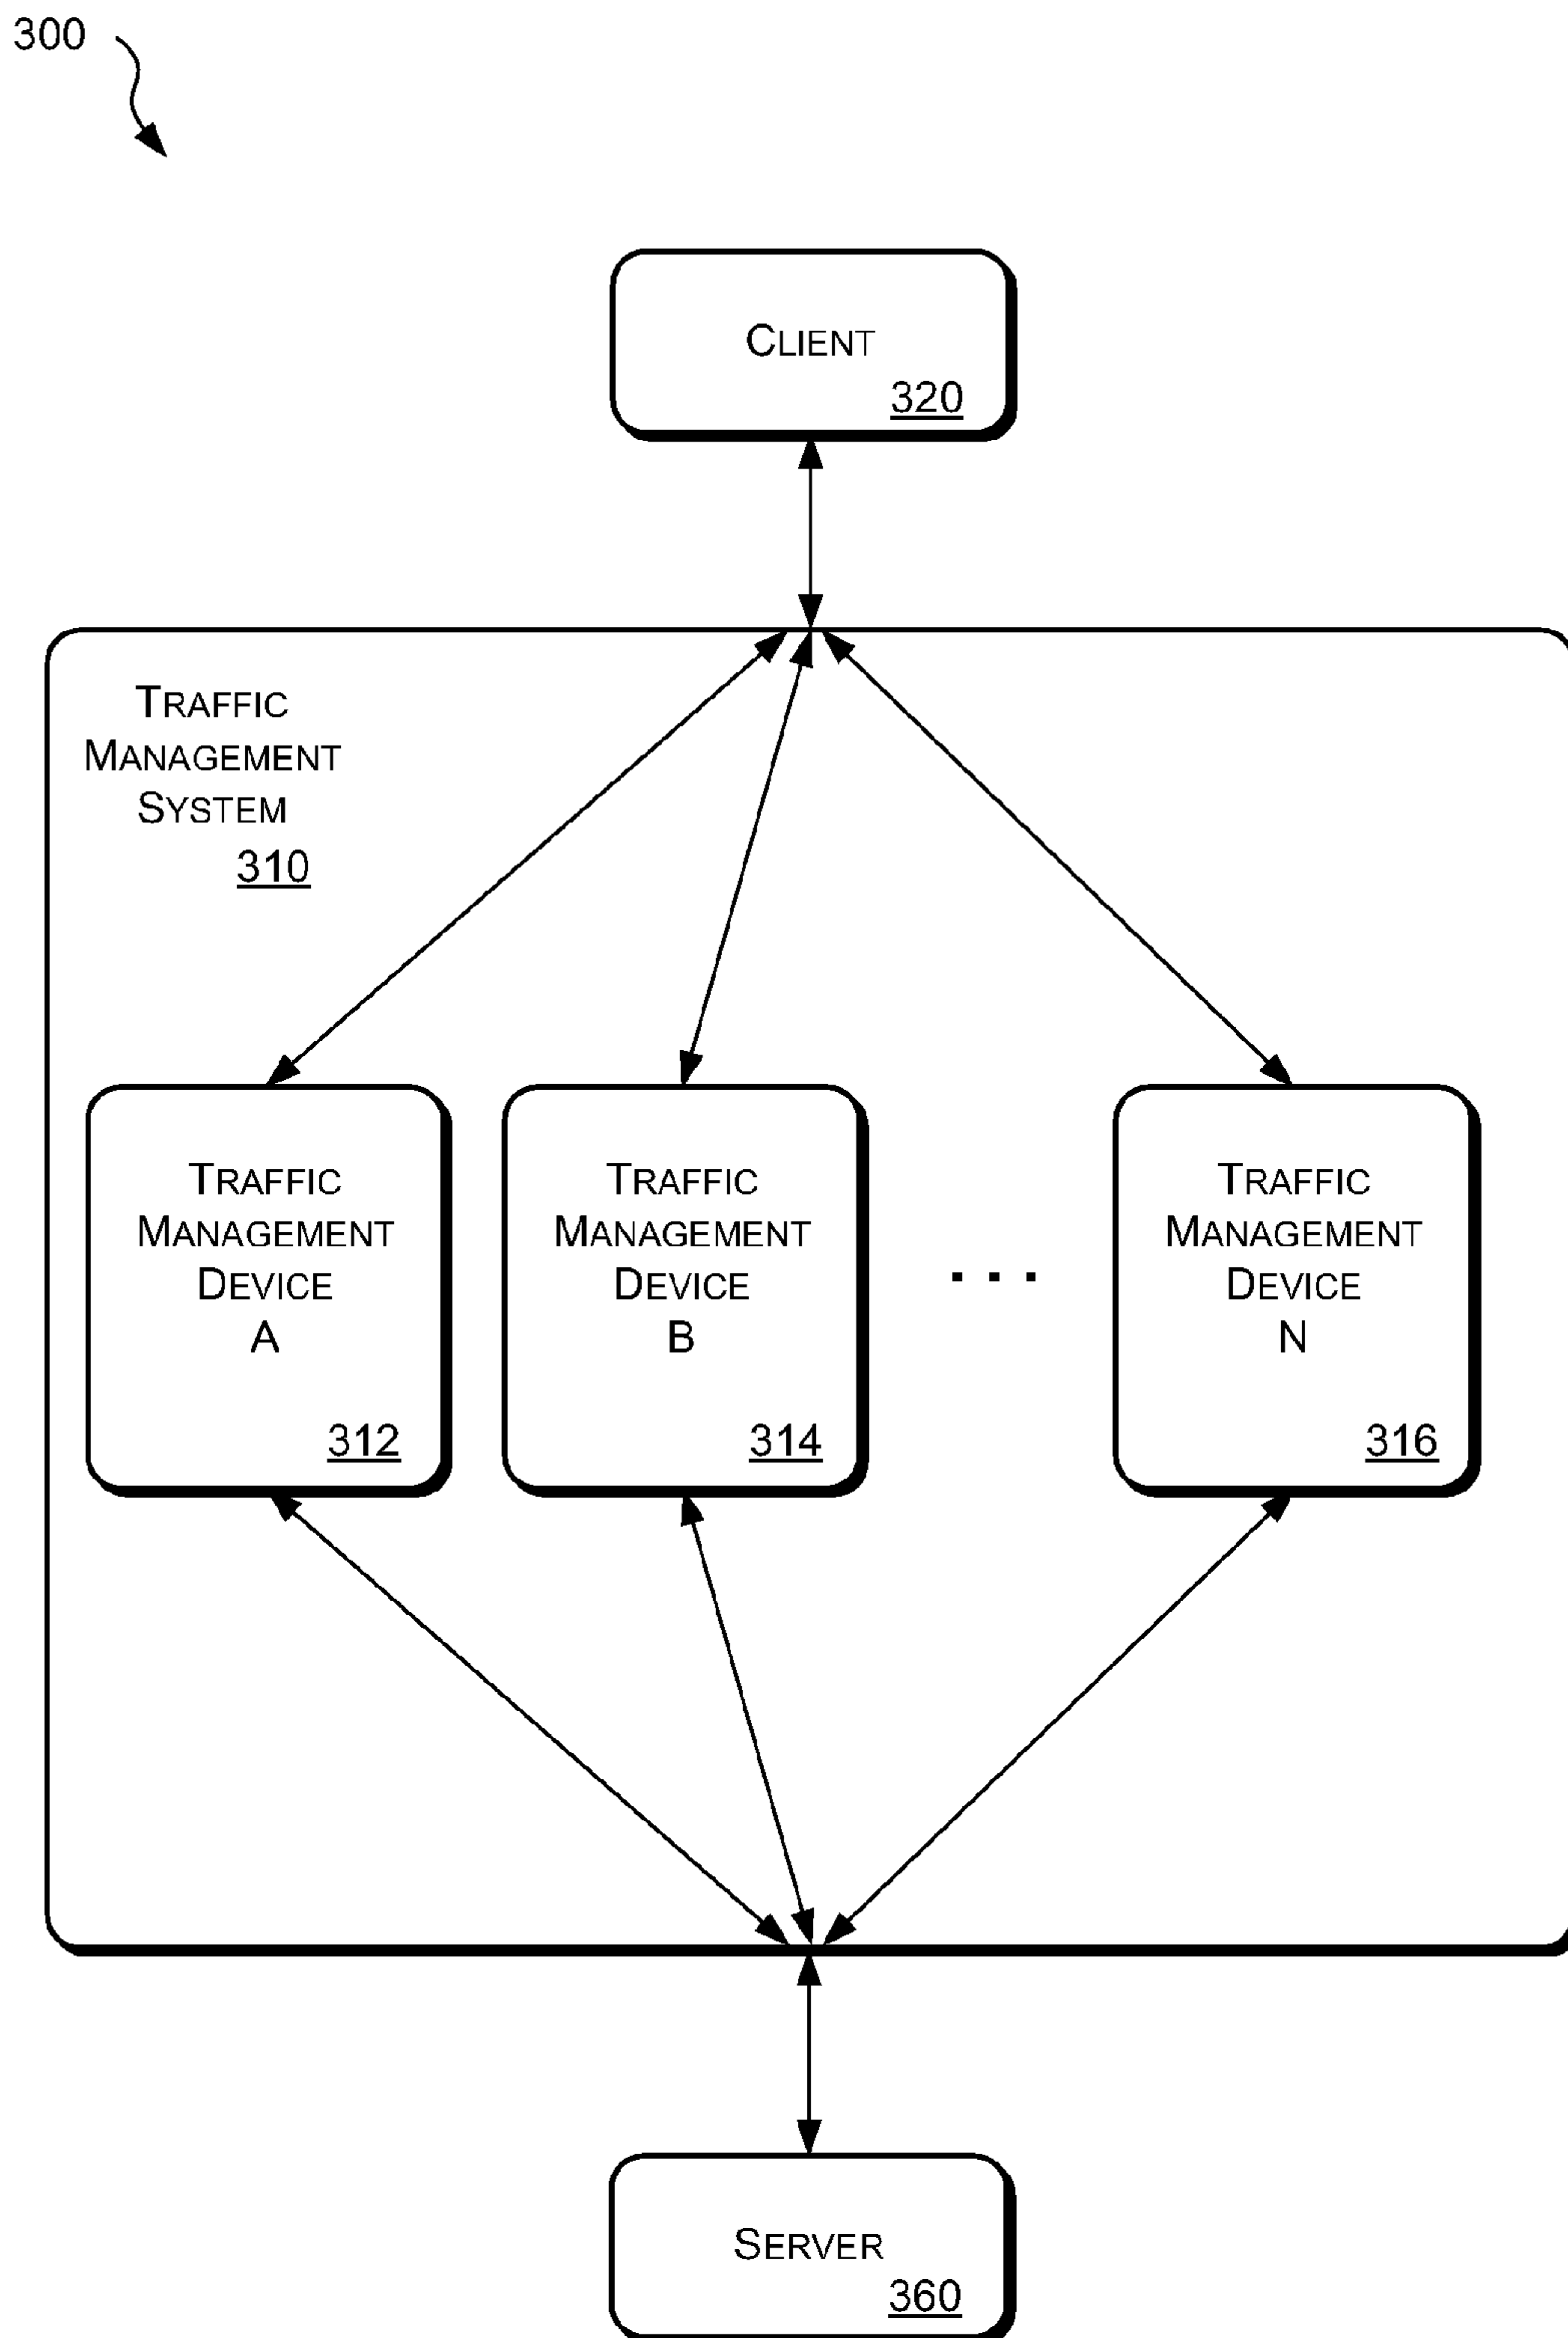 300
CLIENT
320
TRAFFIC
MANAGEMENT
SYSTEM
310
TRAFFIC
MANAGEMENT
DEVICE
A
312
TRAFFIC
MANAGEMENT
DEVICE
B
314
. . .
TRAFFIC
MANAGEMENT
DEVICE
N
316
SERVER
360